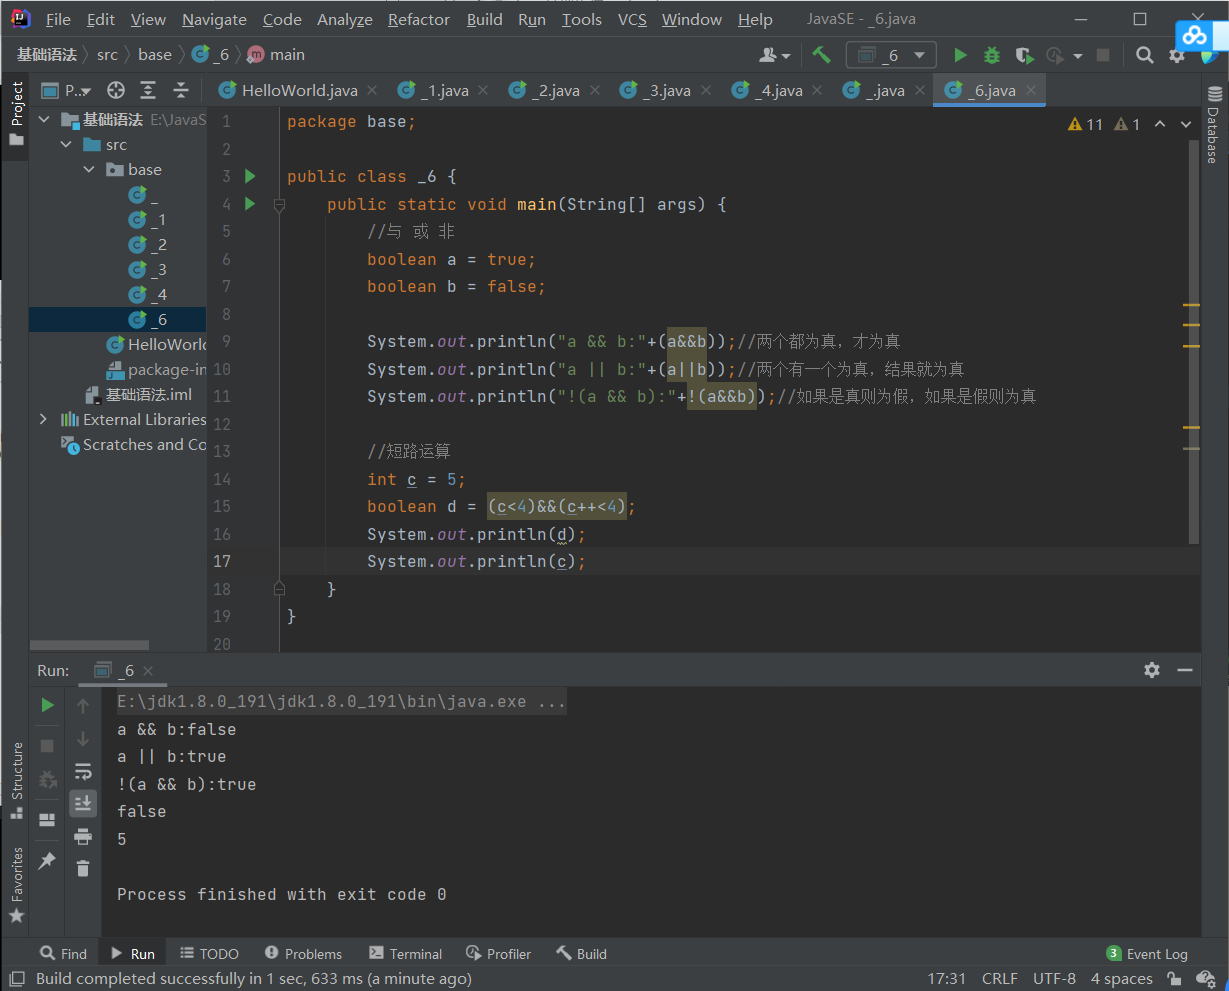 File Edit View Navigate Code Analyze Refactor Build Run Tools VCS Window Help JavaSE - _6.java
基础语法 src base _6 main _6
Project P... HelloWorld.java _1.java _2.java _3.java _4.java _.java _6.java
Database
基础语法 E:\JavaS
src
base
_
_1
_2
_3
_4
_6
HelloWorld
package-in
基础语法.iml
External Libraries
Scratches and Co
11 1
1 package base;
2
3 public class _6 {
4 public static void main(String[] args) {
5 //与 或 非
6 boolean a = true;
7 boolean b = false;
8
9 System.out.println("a && b:"+(a&&b));//两个都为真，才为真
10 System.out.println("a || b:"+(a||b));//两个有一个为真，结果就为真
11 System.out.println("!(a && b):"+!(a&&b));//如果是真则为假，如果是假则为真
12
13 //短路运算
14 int c = 5;
15 boolean d = (c<4)&&(c++<4);
16 System.out.println(d);
17 System.out.println(c);
18 }
19 }
20
Run: _6
E:\jdk1.8.0_191\jdk1.8.0_191\bin\java.exe ...
a && b:false
a || b:true
!(a && b):true
false
5
Process finished with exit code 0
Structure
Favorites
Find Run TODO Problems Terminal Profiler Build 3 Event Log
Build completed successfully in 1 sec, 633 ms (a minute ago) 17:31 CRLF UTF-8 4 spaces